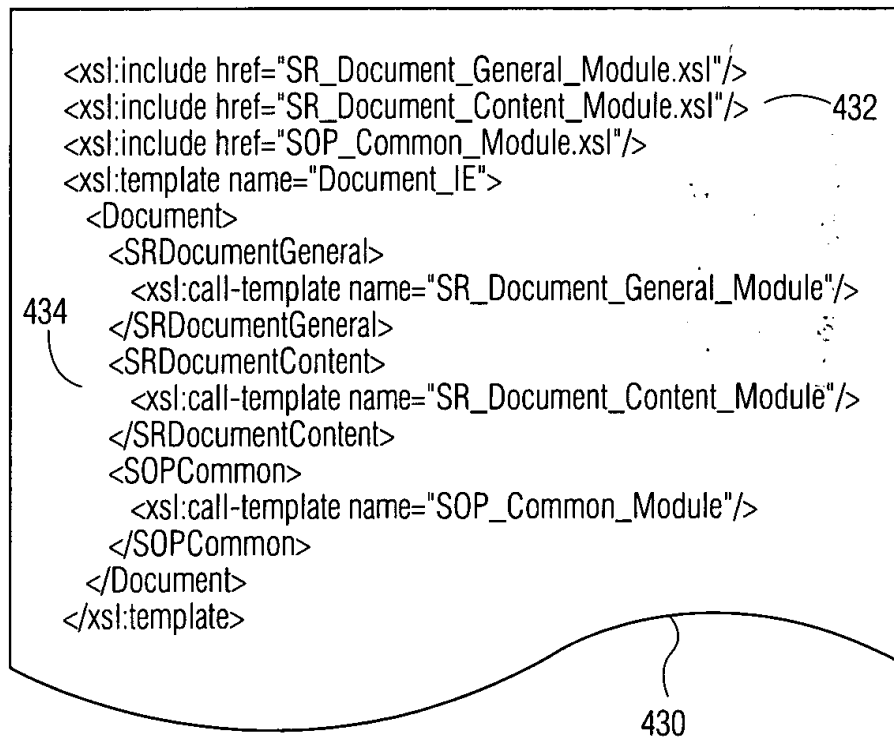 <xsl:include href="SR_Document_General_Module.xsl"/>
<xsl:include href="SR_Document_Content_Module.xsl"/> 432
<xsl:include href="SOP_Common_Module.xsl"/>
<xsl:template name="Document_IE">
<Document>
<SRDocumentGeneral>
<xsl:call-template name="SR_Document_General_Module"/>
434 </SRDocumentGeneral>
<SRDocumentContent>
<xsl:call-template name="SR_Document_Content_Module"/>
</SRDocumentContent>
<SOPCommon>
<xsl:call-template name="SOP_Common_Module"/>
</SOPCommon>
</Document>
</xsl:template>
430